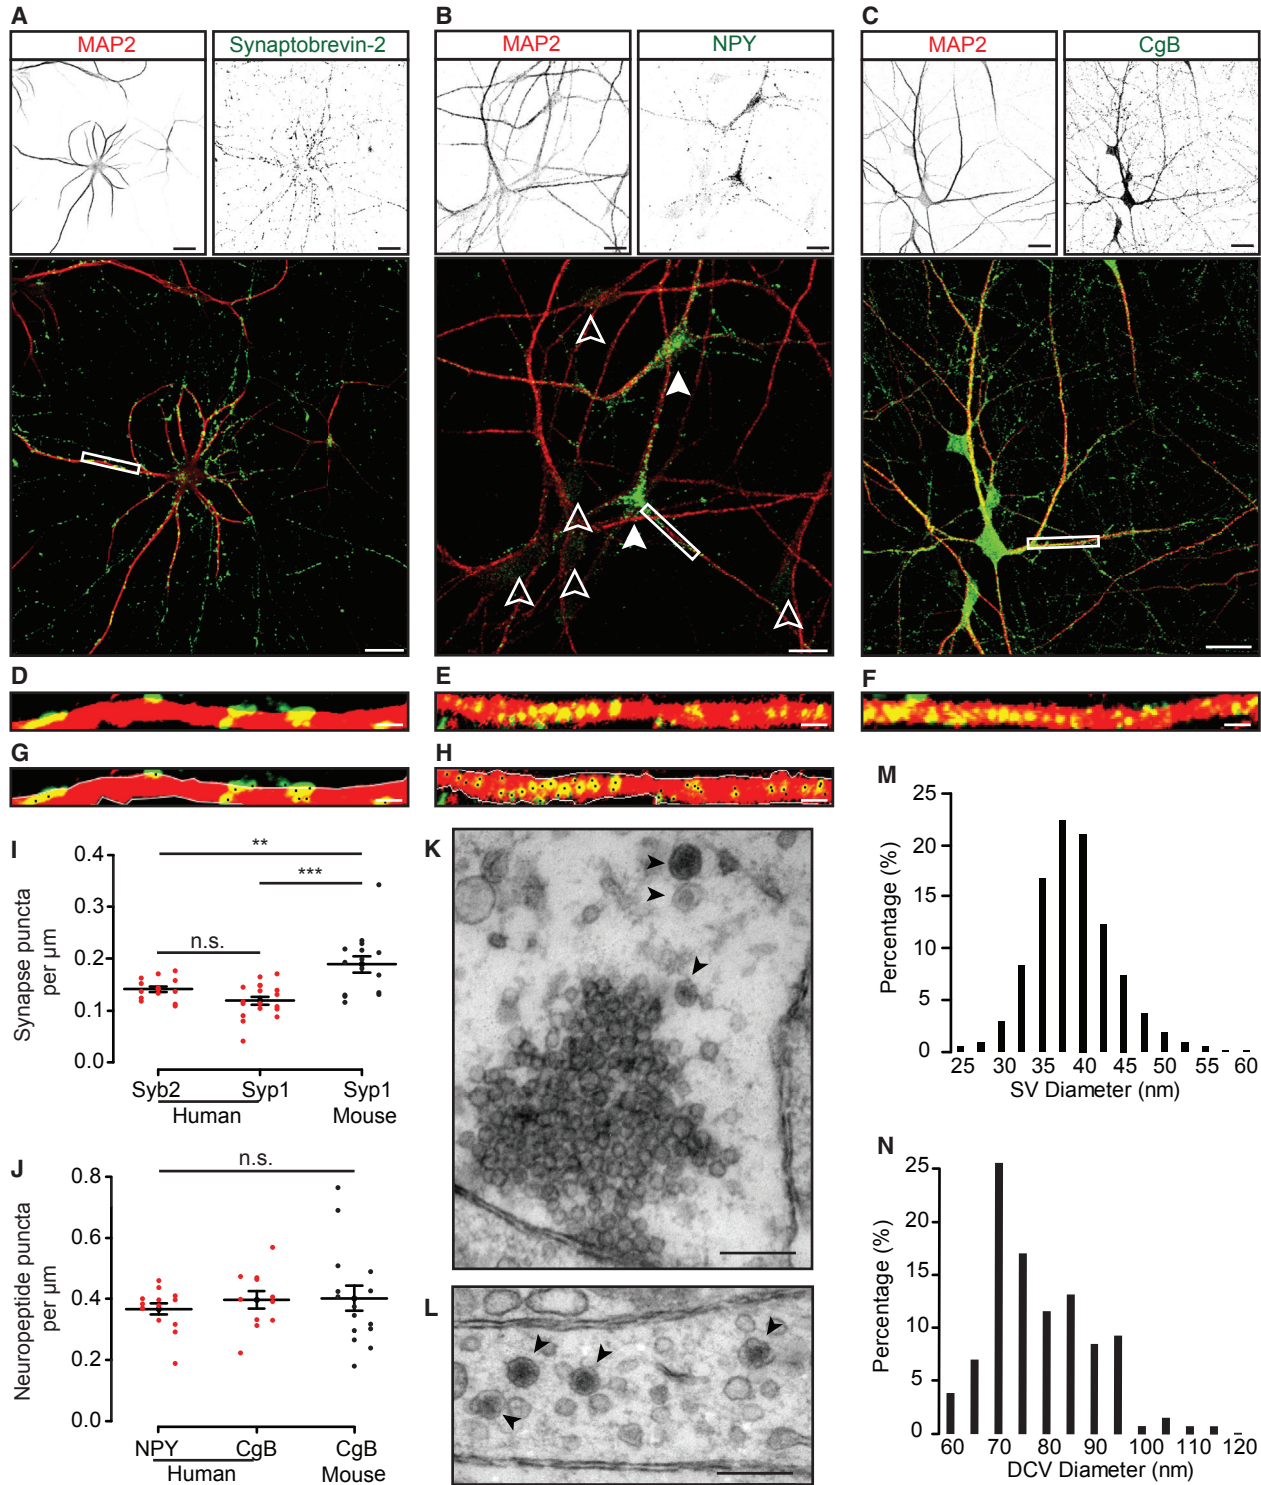 A
B
C
MAP2
Synaptobrevin-2
MAP2
NPY
MAP2
CgB
D
E
F
G
H
I
Synapse puncta
per μm
0.4
0.3
0.2
0.1
0.0
**
***
n.s.
Syb2
Syp1
Syp1
Human
Mouse
J
Neuropeptide puncta
per μm
0.8
0.6
0.4
0.2
0.0
n.s.
NPY
CgB
CgB
Human
Mouse
K
L
M
Percentage (%)
25
20
15
10
5
0
25 30 35 40 45 50 55 60
SV Diameter (nm)
N
Percentage (%)
25
20
15
10
5
0
60 70 80 90 100 110 120
DCV Diameter (nm)